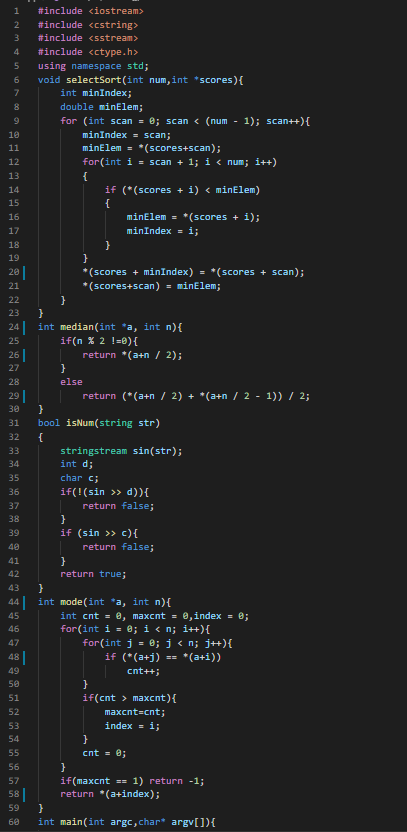 1 #include <iostream>
2 #include <cstring>
3 #include <sstream>
4 #include <ctype.h>
5 using namespace std;
6 void selectSort(int num,int *scores){
7     int minIndex;
8     double minElem;
9     for (int scan = 0; scan < (num - 1); scan++){
10         minIndex = scan;
11         minElem = *(scores+scan);
12         for(int i = scan + 1; i < num; i++)
13         {
14             if (*(scores + i) < minElem)
15             {
16                 minElem = *(scores + i);
17                 minIndex = i;
18             }
19         }
20         *(scores + minIndex) = *(scores + scan);
21         *(scores+scan) = minElem;
22     }
23 }
24 int median(int *a, int n){
25     if(n % 2 !=0){
26         return *(a+n / 2);
27     }
28     else
29         return (*(a+n / 2) + *(a+n / 2 - 1)) / 2;
30 }
31 bool isNum(string str)
32 {
33     stringstream sin(str);
34     int d;
35     char c;
36     if(!(sin >> d)){
37         return false;
38     }
39     if (sin >> c){
40         return false;
41     }
42     return true;
43 }
44 int mode(int *a, int n){
45     int cnt = 0, maxcnt = 0,index = 0;
46     for(int i = 0; i < n; i++){
47         for(int j = 0; j < n; j++){
48             if (*(a+j) == *(a+i))
49                 cnt++;
50         }
51         if(cnt > maxcnt){
52             maxcnt=cnt;
53             index = i;
54         }
55         cnt = 0;
56     }
57     if(maxcnt == 1) return -1;
58     return *(a+index);
59 }
60 int main(int argc,char* argv[]){